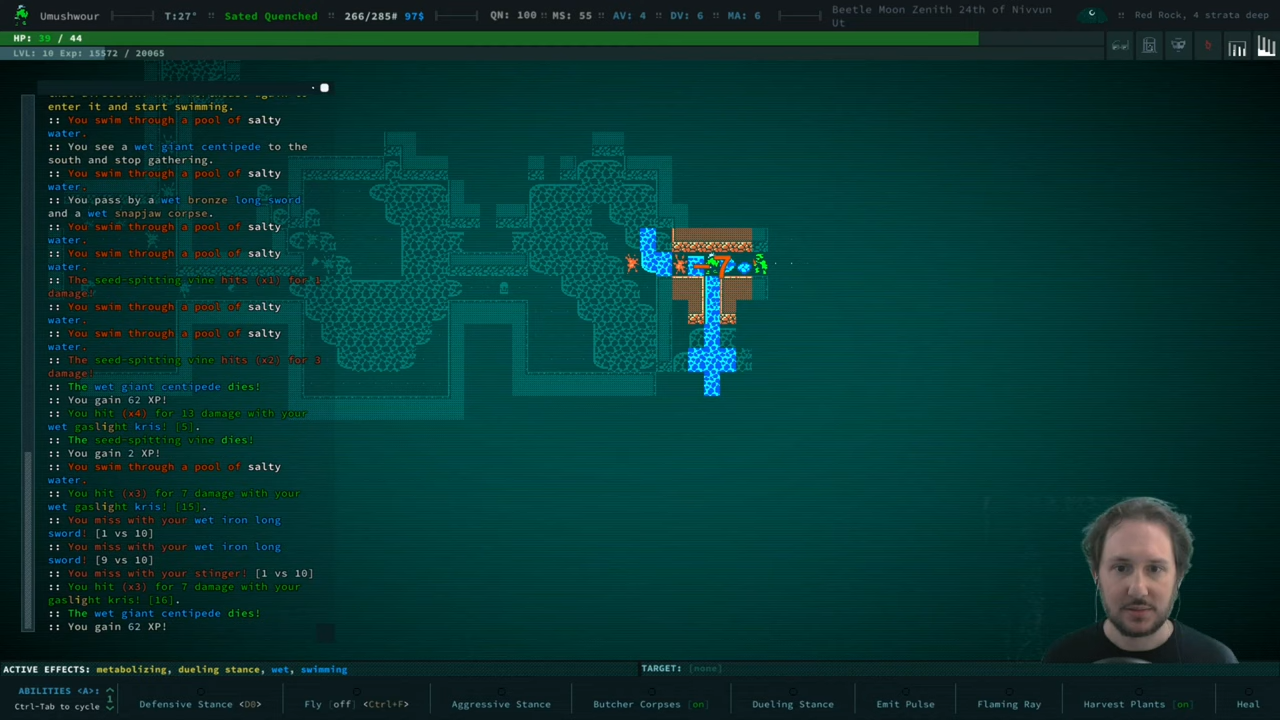 Umushwour T:27° :: Sated Quenched :: 266/285# 97$ QN: 100 :: MS: 55 :: AV: 4 :: DV: 6 :: MA: 6 Beetle Moon Zenith 24th of Nivvun Ut :: Red Rock, 4 strata deep
HP: 39 / 44
LVL: 10 Exp: 15572 / 20065
enter it and start swimming.
:: You swim through a pool of salty
water.
:: You see a wet giant centipede to the
south and stop gathering.
:: You swim through a pool of salty
water.
:: You pass by a wet bronze long sword
and a wet snapjaw corpse.
:: You swim through a pool of salty
water.
:: You swim through a pool of salty
water.
:: The seed-spitting vine hits (x1) for 1
damage!
:: You swim through a pool of salty
water.
:: You swim through a pool of salty
water.
:: The seed-spitting vine hits (x2) for 3
damage!
:: The wet giant centipede dies!
:: You gain 62 XP!
:: You hit (x4) for 13 damage with your
wet gaslight kris! [5].
:: The seed-spitting vine dies!
:: You gain 2 XP!
:: You swim through a pool of salty
water.
:: You hit (x3) for 7 damage with your
wet gaslight kris! [15].
:: You miss with your wet iron long
sword! [1 vs 10]
:: You miss with your wet iron long
sword! [9 vs 10]
:: You miss with your stinger! [1 vs 10]
:: You hit (x3) for 7 damage with your
gaslight kris! [16].
:: The wet giant centipede dies!
:: You gain 62 XP!
-7
ACTIVE EFFECTS: metabolizing, dueling stance, wet, swimming TARGET: [none]
ABILITIES <A>:
Ctrl-Tab to cycle
1
Defensive Stance <D0> Fly [off] <Ctrl+F> Aggressive Stance Butcher Corpses [on] Dueling Stance Emit Pulse Flaming Ray Harvest Plants [on] Heal